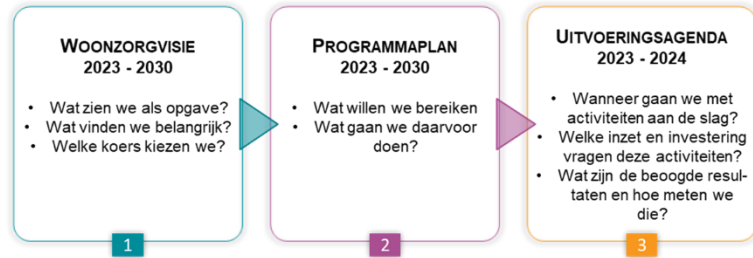 WOONZORGVISIE
2023 - 2030
• Wat zien we als opgave?
• Wat vinden we belangrijk?
• Welke koers kiezen we?
1
PROGRAMMAPLAN
2023 - 2030
• Wat willen we bereiken
• Wat gaan we daarvoor
doen?
2
UITVOERINGSAGENDA
2023 - 2024
• Wanneer gaan we met
activiteiten aan de slag?
• Welke inzet en investering
vragen deze activiteiten?
• Wat zijn de beoogde resul-
taten en hoe meten we
die?
3